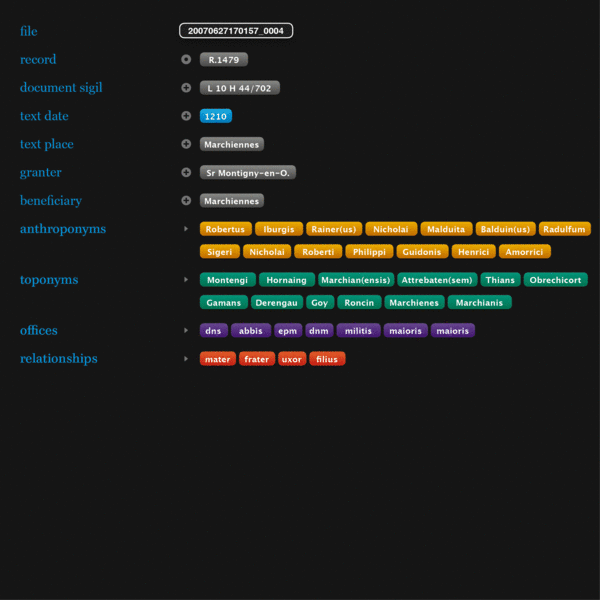 file 20070627170157_0004
record R.1479
document sigil L 10 H 44/702
text date 1210
text place Marchiennes
granter Sr Montigny-en-O.
beneficiary Marchiennes
anthroponyms Robertus Iburgis Rainer(us) Nicholai Malduita Balduin(us) Radulfum
Sigeri Nicholai Roberti Philippi Guidonis Henrici Amorrici
toponyms Montengi Hornaing Marchian(ensis) Attrebaten(sem) Thians Obrechicort
Gamans Derengau Goy Roncin Marchienes Marchianis
offices dns abbis epm dnm militis maioris maioris
relationships mater frater uxor filius